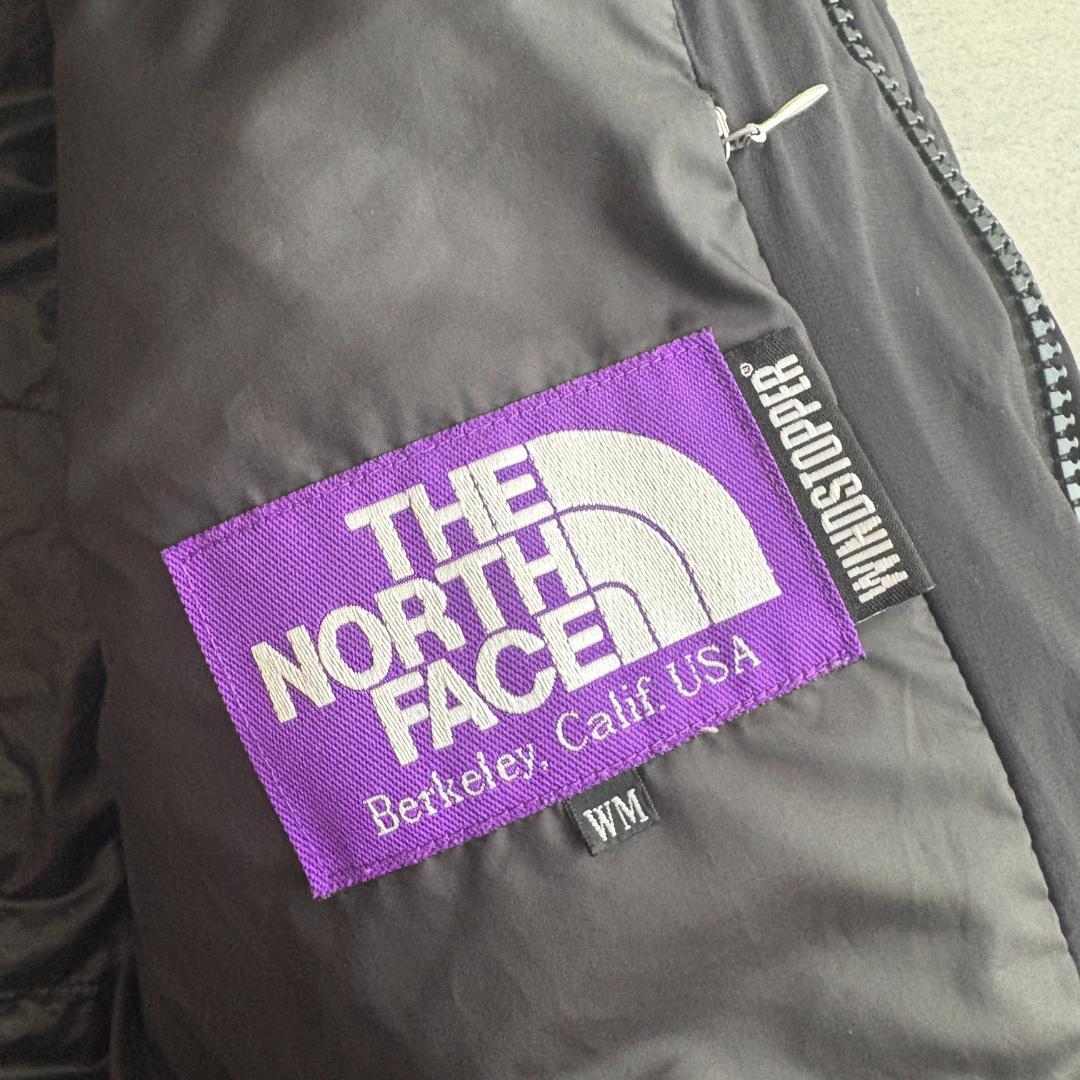 THE
NORTH
FACE
Berkeley, Calif. USA
WM
WINDSTOPPER®